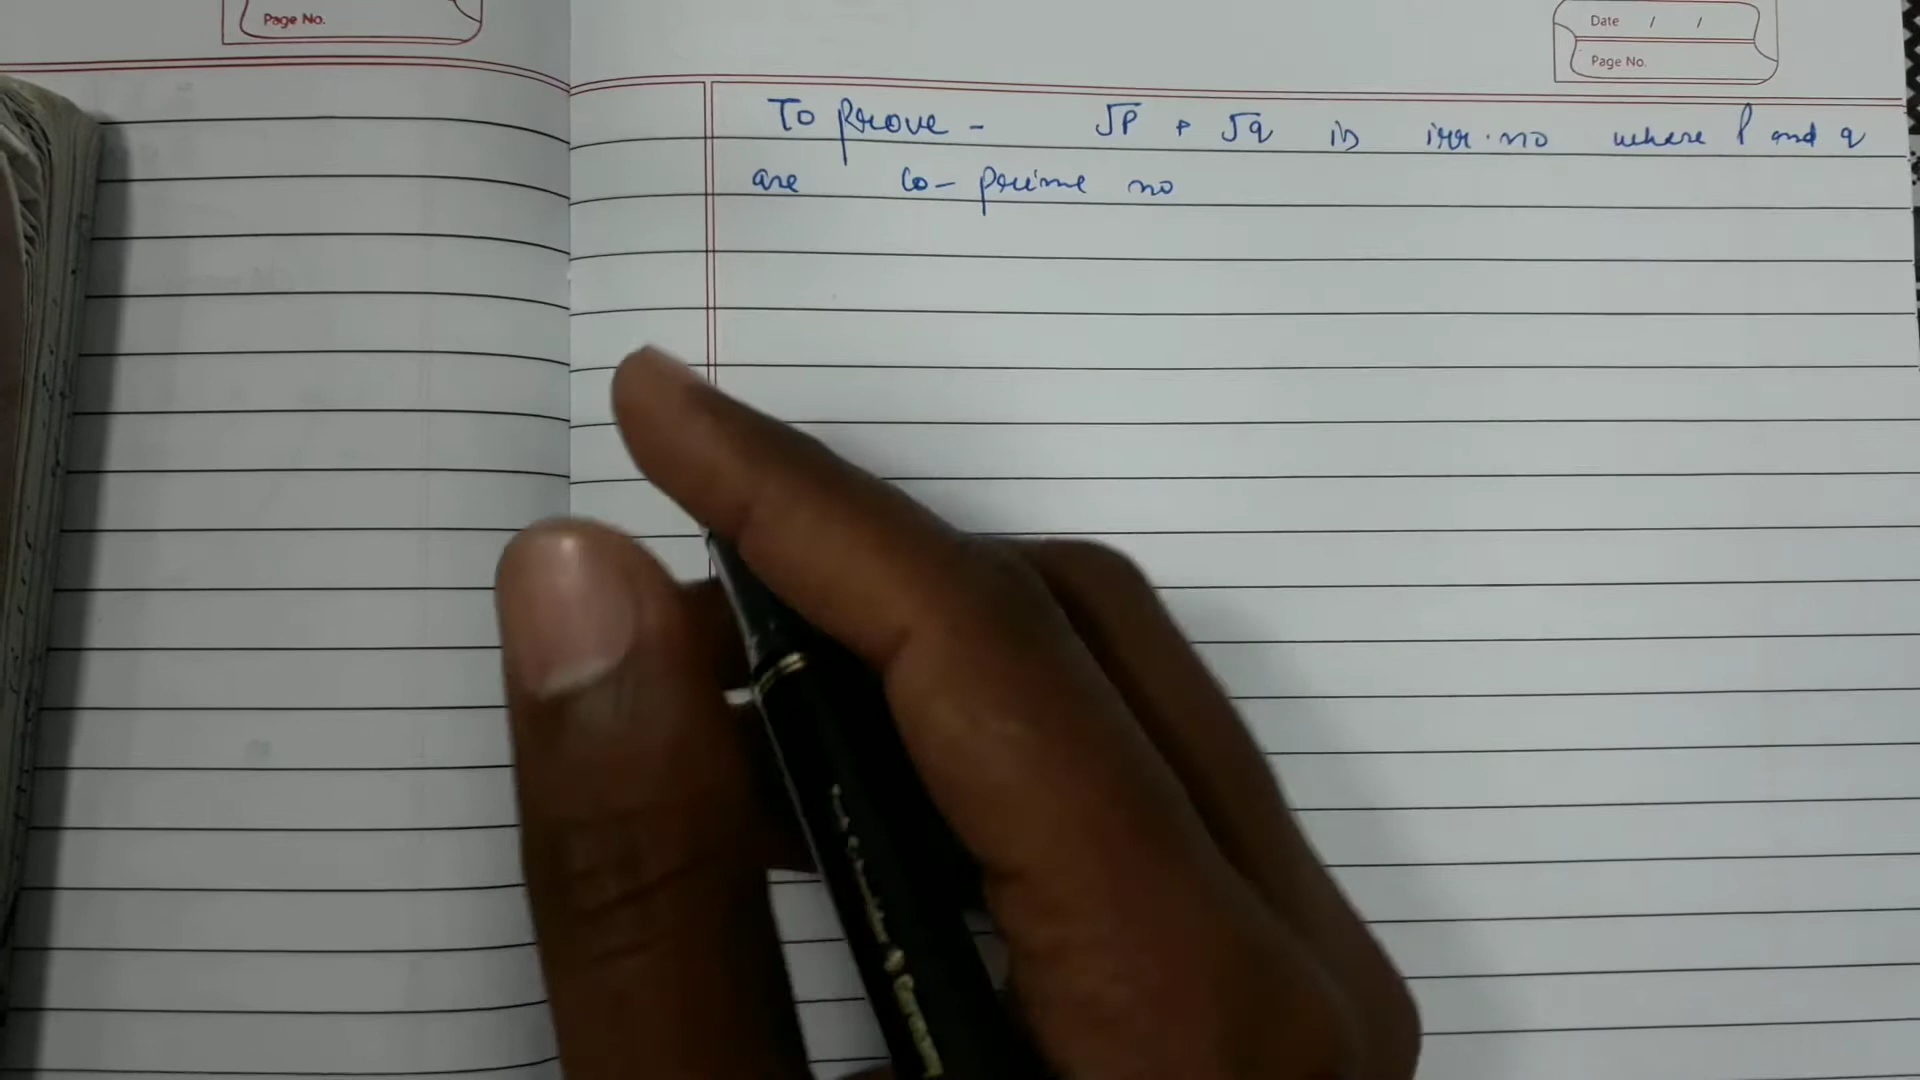 Page No.
Date / /
Page No.
To prove - √p + √q is irr. no where p and q
are co-prime no